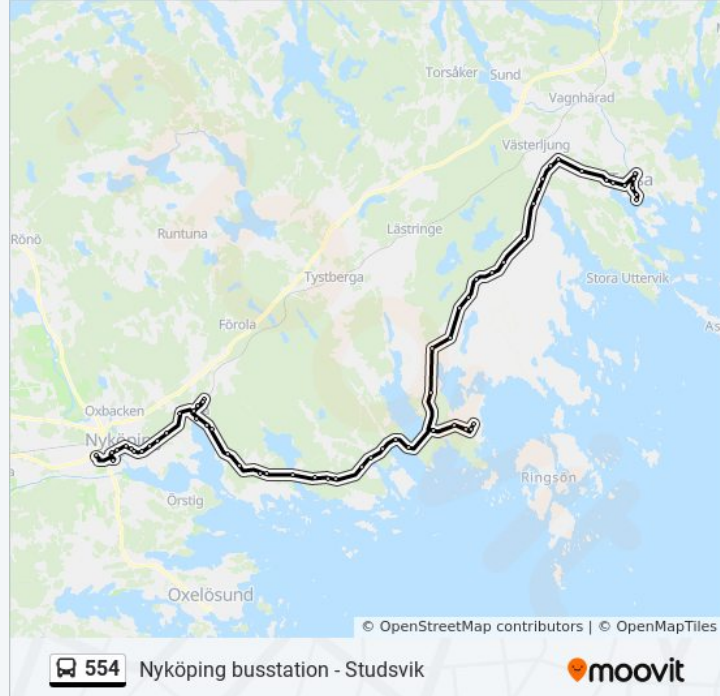 Torsåker
Sund
Vagnhärad
Västerljung
Rönö
Runtuna
Lästringe
Tystberga
Stora Uttervik
Förola
Oxbacken
Ringsön
Örstig
Oxelösund
© OpenStreetMap contributors | © OpenMapTiles
554 Nyköping busstation - Studsvik
moovit